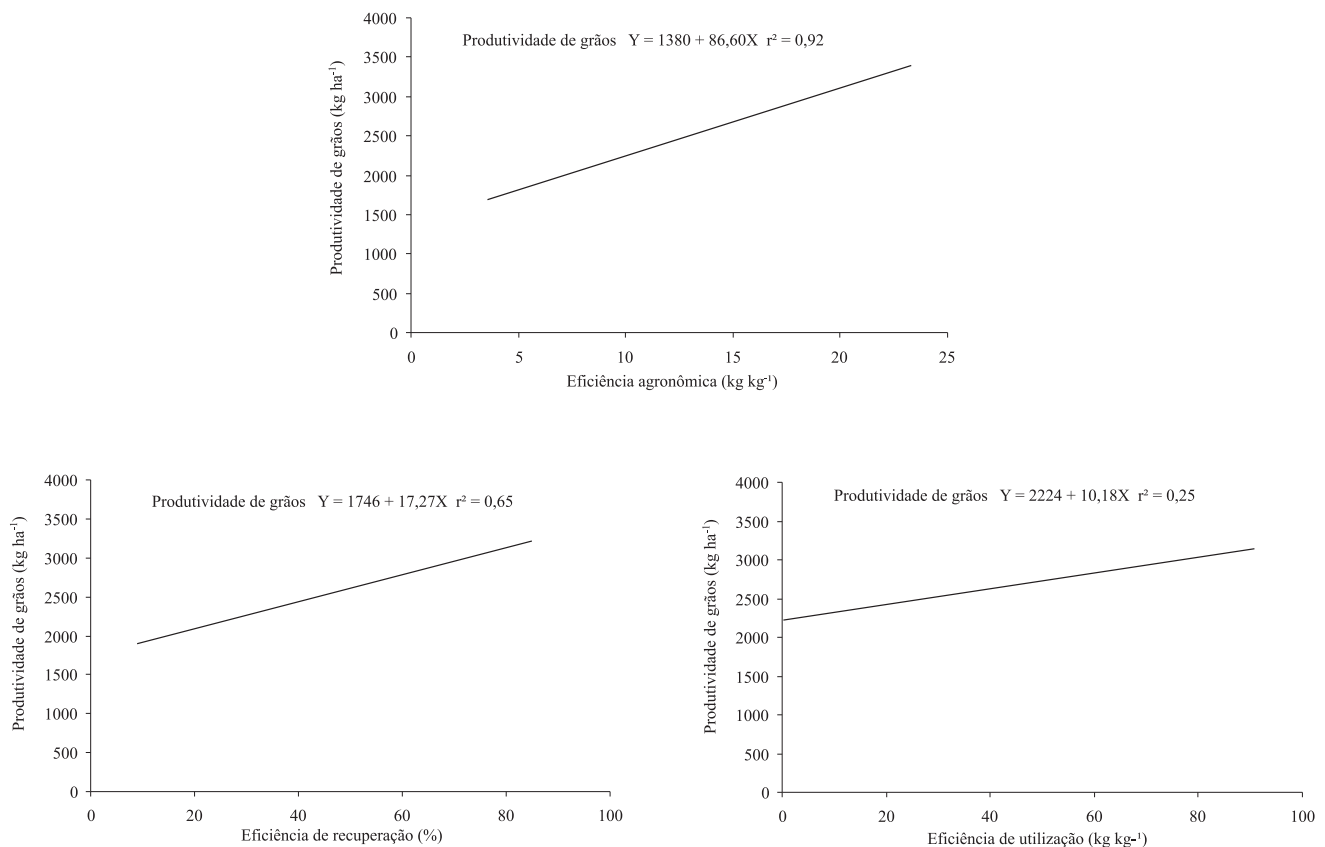 Produtividade de grãos Y = 1380 + 86,60X r² = 0,92
Produtividade de grãos (kg ha⁻¹)
4000
3500
3000
2500
2000
1500
1000
500
0
0 5 10 15 20 25
Eficiência agronômica (kg kg⁻¹)
Produtividade de grãos Y = 1746 + 17,27X r² = 0,65
Produtividade de grãos (kg ha⁻¹)
4000
3500
3000
2500
2000
1500
1000
500
0
0 20 40 60 80 100
Eficiência de recuperação (%)
Produtividade de grãos Y = 2224 + 10,18X r² = 0,25
Produtividade de grãos (kg ha⁻¹)
4000
3500
3000
2500
2000
1500
1000
500
0
0 20 40 60 80 100
Eficiência de utilização (kg kg⁻¹)